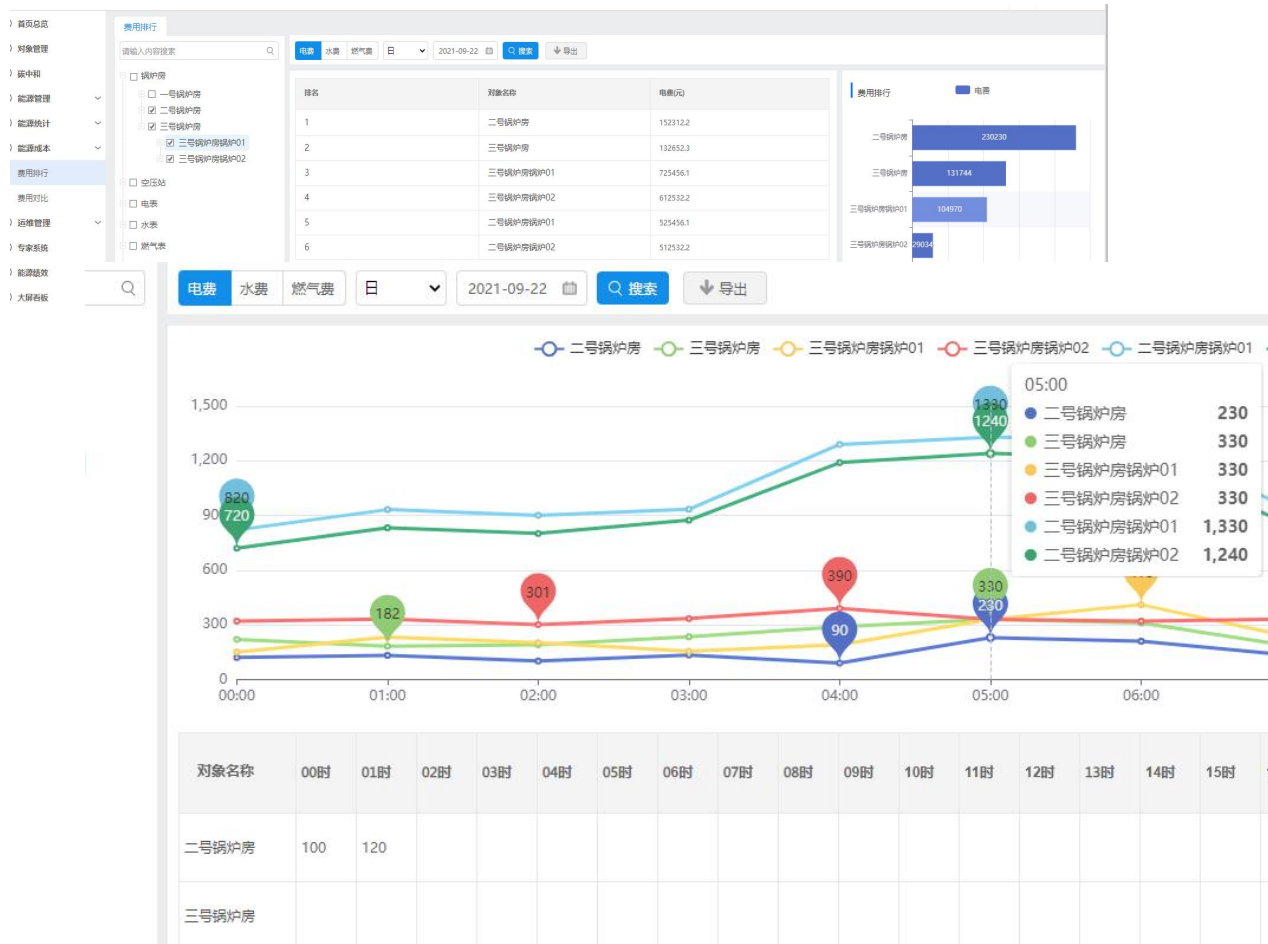 首页总览
对象管理
碳中和
能源管理
能源统计
能源成本
费用排行
费用对比
运维管理
专家系统
能源绩效
大屏看板
费用排行
请输入内容搜索
锅炉房
一号锅炉房
二号锅炉房
三号锅炉房
三号锅炉房锅炉01
三号锅炉房锅炉02
空压站
电表
水表
燃气表
电费 水费 燃气费 日 2021-09-22 搜索 导出
排名 对象名称 电费(元)
1 二号锅炉房 152312.2
2 三号锅炉房 132652.3
3 三号锅炉房锅炉01 725456.1
4 三号锅炉房锅炉02 612532.2
5 二号锅炉房锅炉01 525456.1
6 二号锅炉房锅炉02 512532.2
费用排行 电费
二号锅炉房 230230
三号锅炉房 131744
三号锅炉房锅炉01 104970
三号锅炉房锅炉02 29034
电费 水费 燃气费 日 2021-09-22 搜索 导出
二号锅炉房 三号锅炉房 三号锅炉房锅炉01 三号锅炉房锅炉02 二号锅炉房锅炉01
1,500
1,200
900
600
300
0
820
720
182
301
390
90
1330
1240
330
230
05:00
二号锅炉房 230
三号锅炉房 330
三号锅炉房锅炉01 330
三号锅炉房锅炉02 330
二号锅炉房锅炉01 1,330
二号锅炉房锅炉02 1,240
00:00 01:00 02:00 03:00 04:00 05:00 06:00
对象名称 00时 01时 02时 03时 04时 05时 06时 07时 08时 09时 10时 11时 12时 13时 14时 15时
二号锅炉房 100 120
三号锅炉房